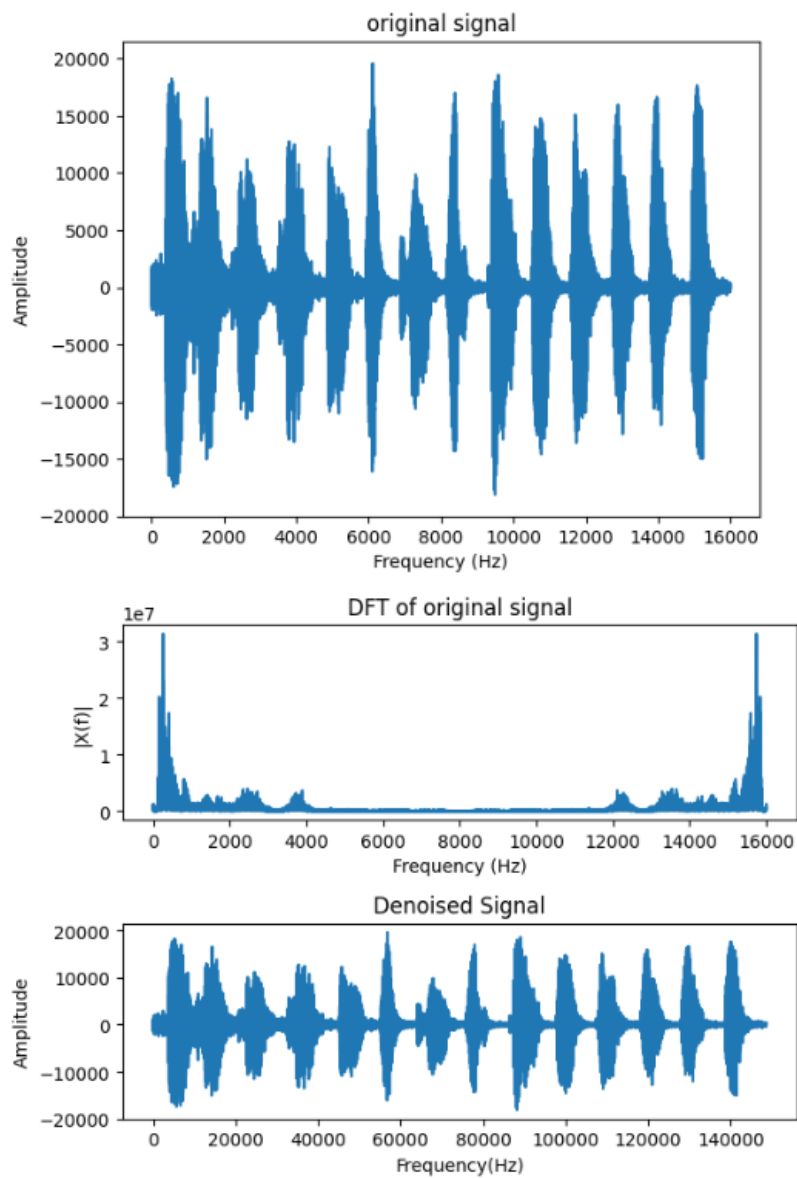 original signal
20000
15000
10000
5000
0
−5000
−10000
−15000
−20000
Amplitude
0 2000 4000 6000 8000 10000 12000 14000 16000
Frequency (Hz)
DFT of original signal
1e7
3
2
1
0
|X(f)|
0 2000 4000 6000 8000 10000 12000 14000 16000
Frequency (Hz)
Denoised Signal
20000
10000
0
−10000
−20000
Amplitude
0 20000 40000 60000 80000 100000 120000 140000
Frequency(Hz)